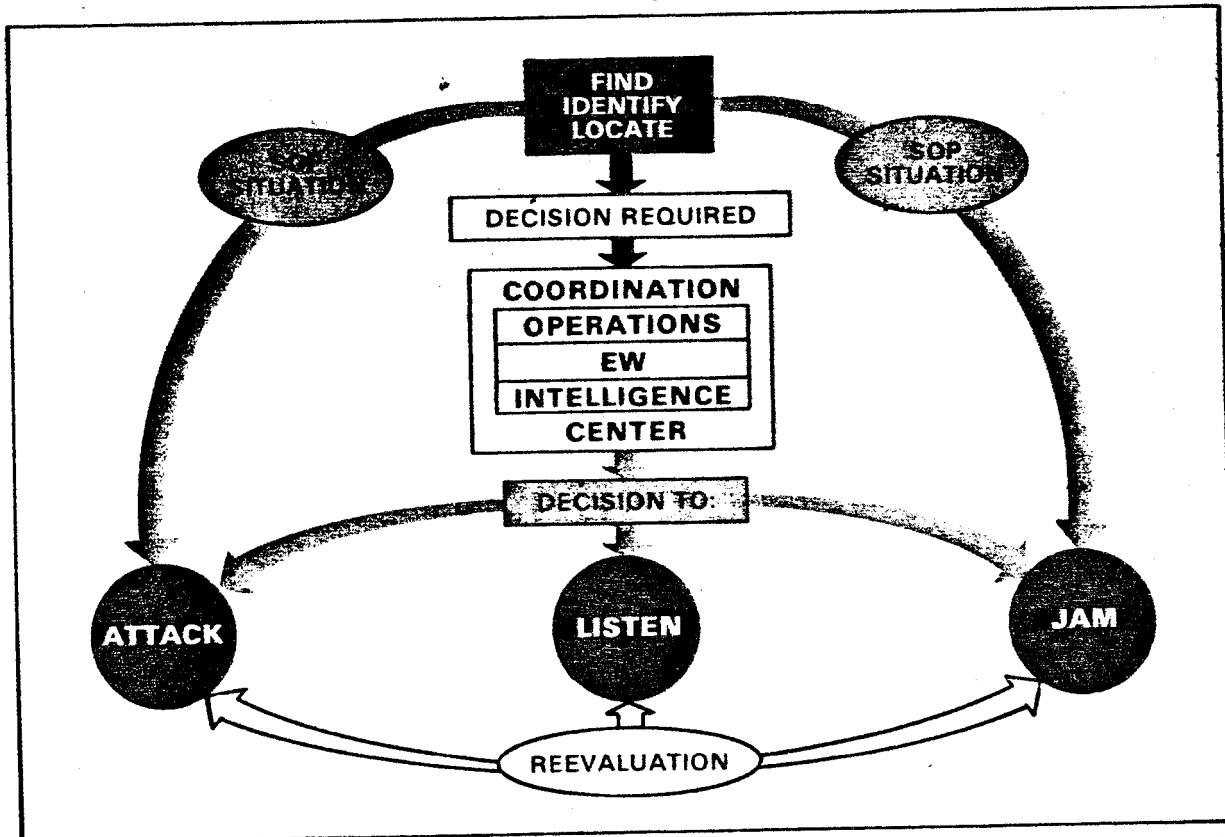 FIND
IDENTIFY
LOCATE
SOP
SITUATION
SOP
SITUATION
DECISION REQUIRED
COORDINATION
OPERATIONS
EW
INTELLIGENCE
CENTER
DECISION TO:
ATTACK
LISTEN
JAM
REEVALUATION